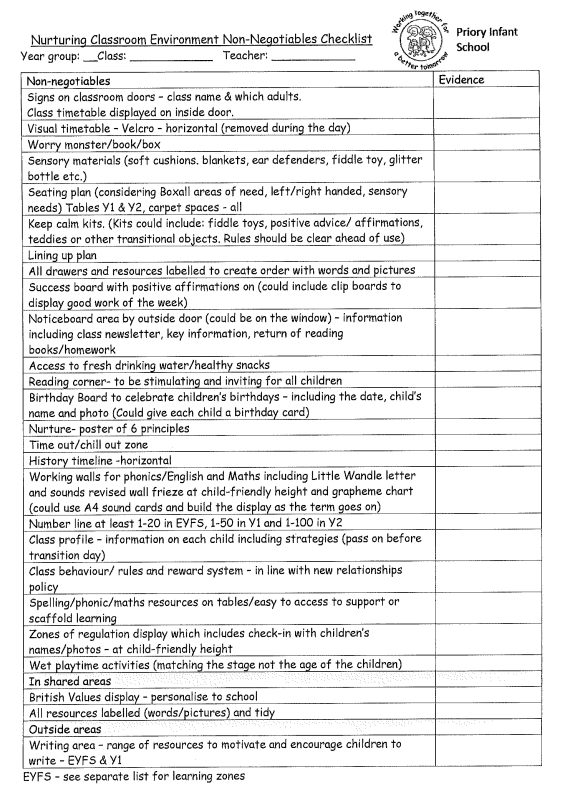 Nurturing Classroom Environment Non-Negotiables Checklist
Working together for a better tomorrow
Priory Infant
School
Year group: __Class: ____________ Teacher: ____________
Non-negotiables Evidence
Signs on classroom doors – class name & which adults.
Class timetable displayed on inside door.
Visual timetable – Velcro – horizontal (removed during the day)
Worry monster/book/box
Sensory materials (soft cushions. blankets, ear defenders, fiddle toy, glitter
bottle etc.)
Seating plan (considering Boxall areas of need, left/right handed, sensory
needs) Tables Y1 & Y2, carpet spaces - all
Keep calm kits. (Kits could include: fiddle toys, positive advice/ affirmations,
teddies or other transitional objects. Rules should be clear ahead of use)
Lining up plan
All drawers and resources labelled to create order with words and pictures
Success board with positive affirmations on (could include clip boards to
display good work of the week)
Noticeboard area by outside door (could be on the window) – information
including class newsletter, key information, return of reading
books/homework
Access to fresh drinking water/healthy snacks
Reading corner- to be stimulating and inviting for all children
Birthday Board to celebrate children's birthdays – including the date, child's
name and photo (Could give each child a birthday card)
Nurture- poster of 6 principles
Time out/chill out zone
History timeline -horizontal
Working walls for phonics/English and Maths including Little Wandle letter
and sounds revised wall frieze at child-friendly height and grapheme chart
(could use A4 sound cards and build the display as the term goes on)
Number line at least 1-20 in EYFS, 1-50 in Y1 and 1-100 in Y2
Class profile – information on each child including strategies (pass on before
transition day)
Class behaviour/ rules and reward system – in line with new relationships
policy
Spelling/phonic/maths resources on tables/easy to access to support or
scaffold learning
Zones of regulation display which includes check-in with children's
names/photos – at child-friendly height
Wet playtime activities (matching the stage not the age of the children)
In shared areas
British Values display – personalise to school
All resources labelled (words/pictures) and tidy
Outside areas
Writing area – range of resources to motivate and encourage children to
write – EYFS & Y1
EYFS – see separate list for learning zones